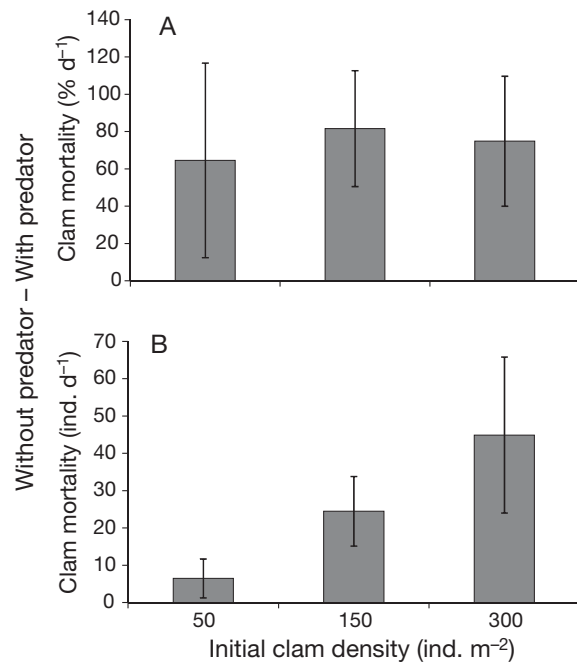 Without predator – With predator
A
Clam mortality (% d⁻¹)
140
120
100
80
60
40
20
0
B
Clam mortality (ind. d⁻¹)
70
60
50
40
30
20
10
0
50 150 300
Initial clam density (ind. m⁻²)